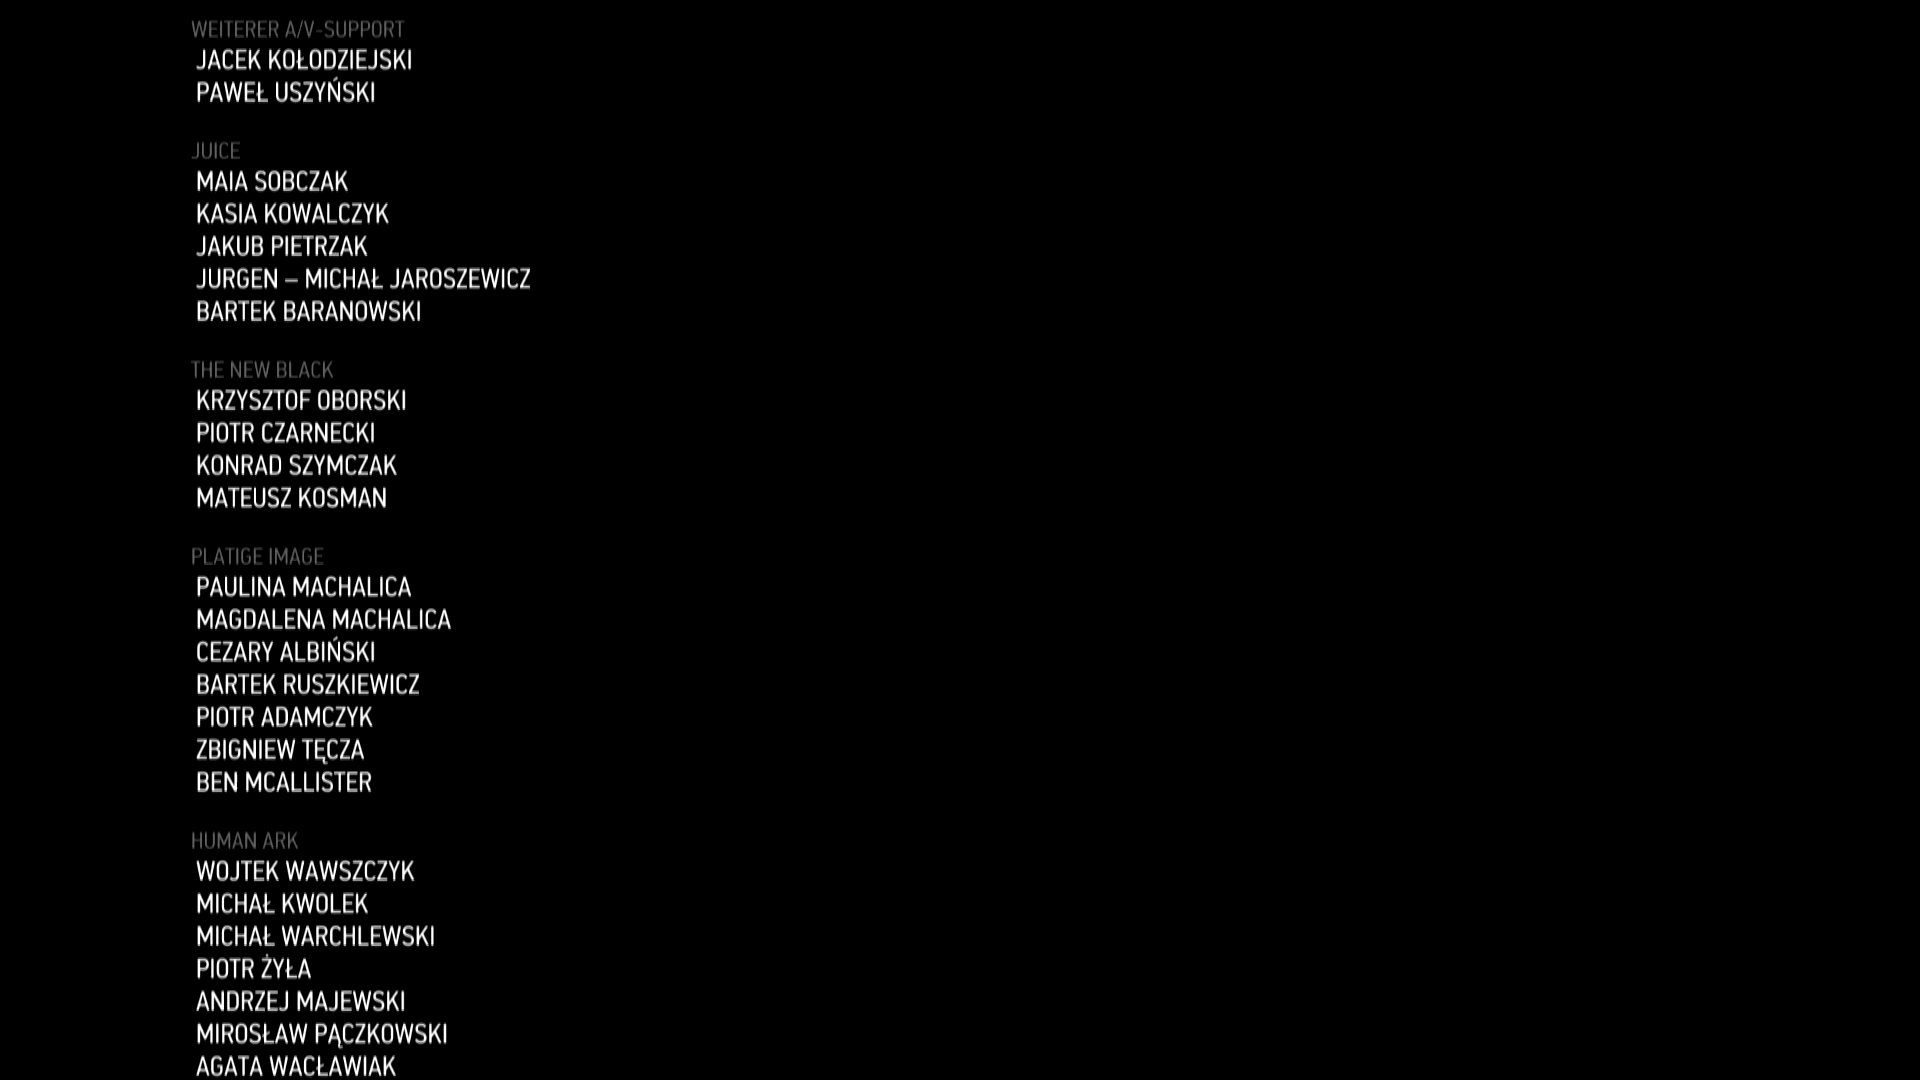 WEITERER A/V-SUPPORT
JACEK KOŁODZIEJSKI
PAWEŁ USZYŃSKI
JUICE
MAIA SOBCZAK
KASIA KOWALCZYK
JAKUB PIETRZAK
JURGEN – MICHAŁ JAROSZEWICZ
BARTEK BARANOWSKI
THE NEW BLACK
KRZYSZTOF OBORSKI
PIOTR CZARNECKI
KONRAD SZYMCZAK
MATEUSZ KOSMAN
PLATIGE IMAGE
PAULINA MACHALICA
MAGDALENA MACHALICA
CEZARY ALBIŃSKI
BARTEK RUSZKIEWICZ
PIOTR ADAMCZYK
ZBIGNIEW TĘCZA
BEN MCALLISTER
HUMAN ARK
WOJTEK WAWSZCZYK
MICHAŁ KWOLEK
MICHAŁ WARCHLEWSKI
PIOTR ŻYŁA
ANDRZEJ MAJEWSKI
MIROSŁAW PĄCZKOWSKI
AGATA WACŁAWIAK